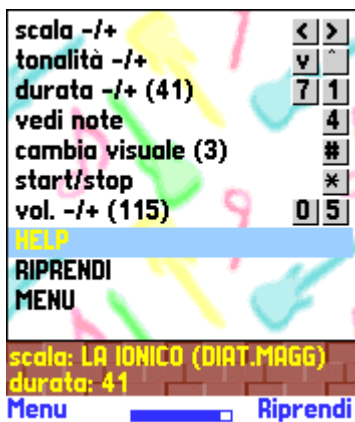 scala -/+ < >
tonalità -/+ v ^
durata -/+ (41) 7 1
vedi note 4
cambia visuale (3) #
start/stop *
vol. -/+ (115) 0 5
HELP
RIPRENDI
MENU
scala: LA IONICO (DIAT.MAGG)
durata: 41
Menu Riprendi